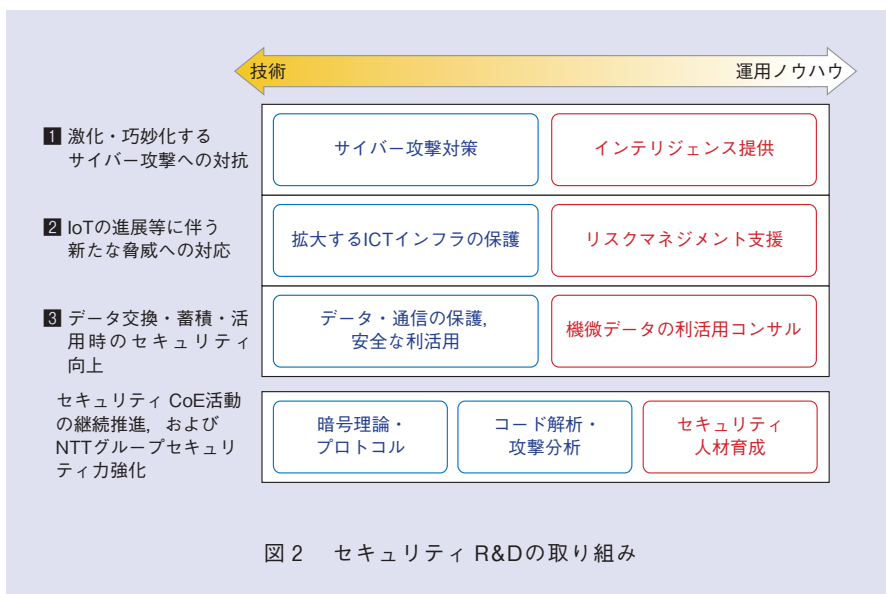 技術 運用ノウハウ
1 激化・巧妙化する
サイバー攻撃への対抗
サイバー攻撃対策
インテリジェンス提供
2 IoTの進展等に伴う
新たな脅威への対応
拡大するICTインフラの保護
リスクマネジメント支援
3 データ交換・蓄積・活
用時のセキュリティ
向上
データ・通信の保護,
安全な利活用
機微データの利活用コンサル
セキュリティ CoE活動
の継続推進, および
NTTグループセキュリ
ティ力強化
暗号理論・
プロトコル
コード解析・
攻撃分析
セキュリティ
人材育成
図2 セキュリティ R&Dの取り組み